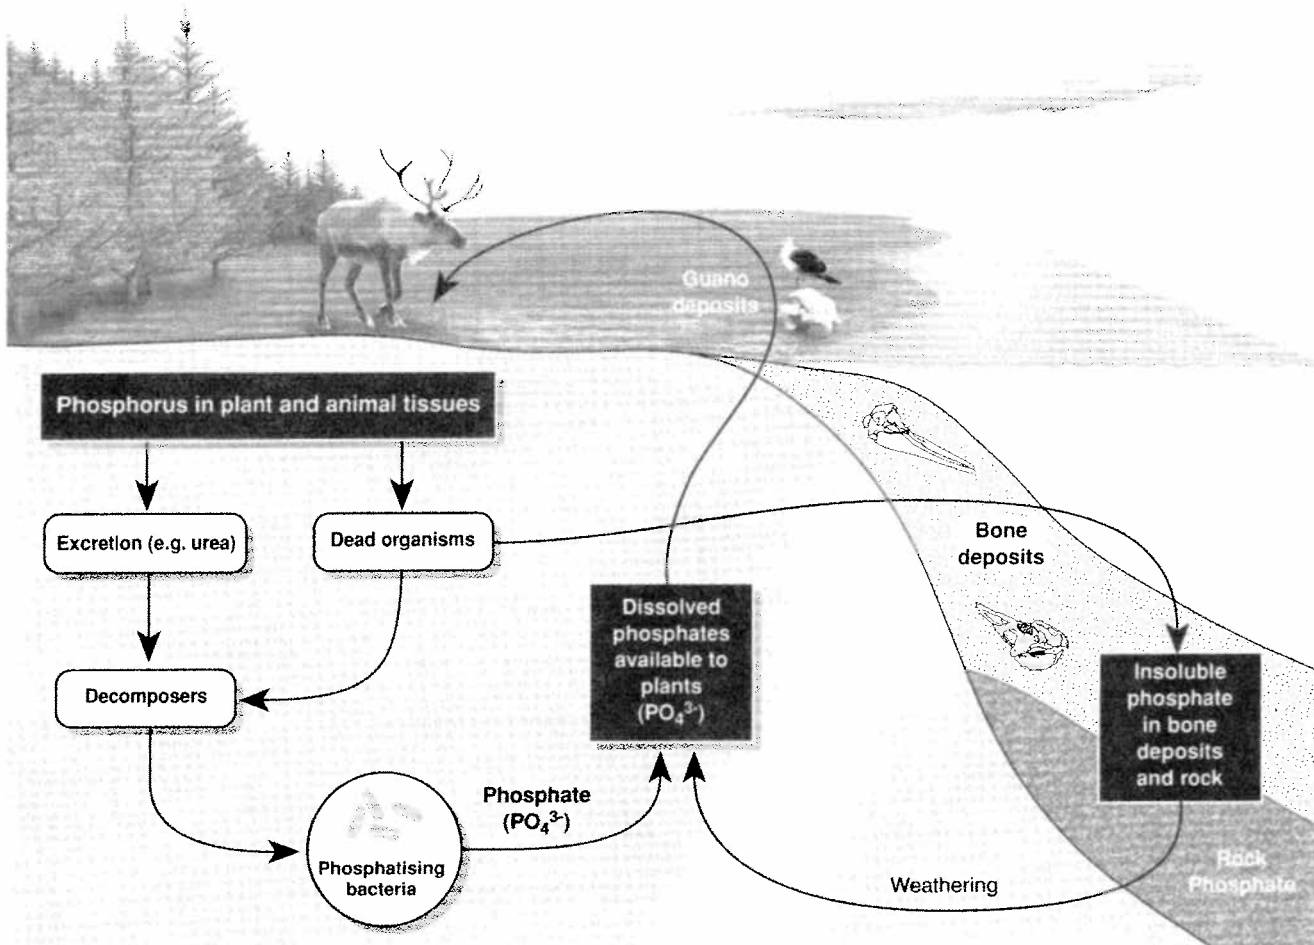 Guano
deposits
Phosphorus in plant and animal tissues
Excretion (e.g. urea)
Dead organisms
Bone
deposits
Dissolved
phosphates
available to
plants
(PO₄³⁻)
Decomposers
Insoluble
phosphate
in bone
deposits
and rock
Phosphate
(PO₄³⁻)
Phosphatising
bacteria
Weathering
Rock
Phosphate